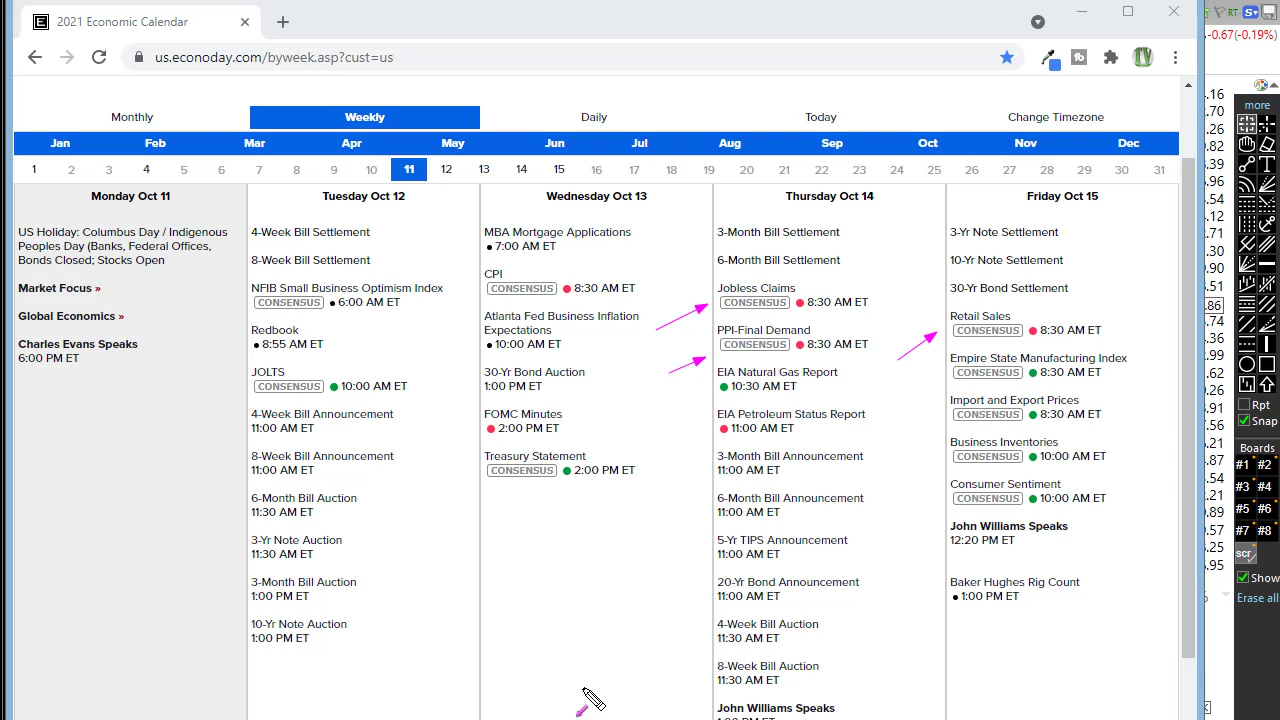 2021 Economic Calendar
us.econoday.com/byweek.asp?cust=us
Monthly Weekly Daily Today Change Timezone
Jan Feb Mar Apr May Jun Jul Aug Sep Oct Nov Dec
1 2 3 4 5 6 7 8 9 10 11 12 13 14 15 16 17 18 19 20 21 22 23 24 25 26 27 28 29 30 31
Monday Oct 11
US Holiday: Columbus Day / Indigenous
Peoples Day (Banks, Federal Offices,
Bonds Closed; Stocks Open
Market Focus »
Global Economics »
Charles Evans Speaks
6:00 PM ET
Tuesday Oct 12
4-Week Bill Settlement
8-Week Bill Settlement
NFIB Small Business Optimism Index
CONSENSUS 6:00 AM ET
Redbook
8:55 AM ET
JOLTS
CONSENSUS 10:00 AM ET
4-Week Bill Announcement
11:00 AM ET
8-Week Bill Announcement
11:00 AM ET
6-Month Bill Auction
11:30 AM ET
3-Yr Note Auction
11:30 AM ET
3-Month Bill Auction
1:00 PM ET
10-Yr Note Auction
1:00 PM ET
Wednesday Oct 13
MBA Mortgage Applications
7:00 AM ET
CPI
CONSENSUS 8:30 AM ET
Atlanta Fed Business Inflation
Expectations
10:00 AM ET
30-Yr Bond Auction
1:00 PM ET
FOMC Minutes
2:00 PM ET
Treasury Statement
CONSENSUS 2:00 PM ET
Thursday Oct 14
3-Month Bill Settlement
6-Month Bill Settlement
Jobless Claims
CONSENSUS 8:30 AM ET
PPI-Final Demand
CONSENSUS 8:30 AM ET
EIA Natural Gas Report
10:30 AM ET
EIA Petroleum Status Report
11:00 AM ET
3-Month Bill Announcement
11:00 AM ET
6-Month Bill Announcement
11:00 AM ET
5-Yr TIPS Announcement
11:00 AM ET
20-Yr Bond Announcement
11:00 AM ET
4-Week Bill Auction
11:30 AM ET
8-Week Bill Auction
11:30 AM ET
John Williams Speaks
Friday Oct 15
3-Yr Note Settlement
10-Yr Note Settlement
30-Yr Bond Settlement
Retail Sales
CONSENSUS 8:30 AM ET
Empire State Manufacturing Index
CONSENSUS 8:30 AM ET
Import and Export Prices
CONSENSUS 8:30 AM ET
Business Inventories
CONSENSUS 10:00 AM ET
Consumer Sentiment
CONSENSUS 10:00 AM ET
John Williams Speaks
12:20 PM ET
Baker Hughes Rig Count
1:00 PM ET
RT S
-0.67(-0.19%)
more
Rpt
Snap
Boards
#1 #2
#3 #4
#5 #6
#7 #8
scr
Show
Erase all